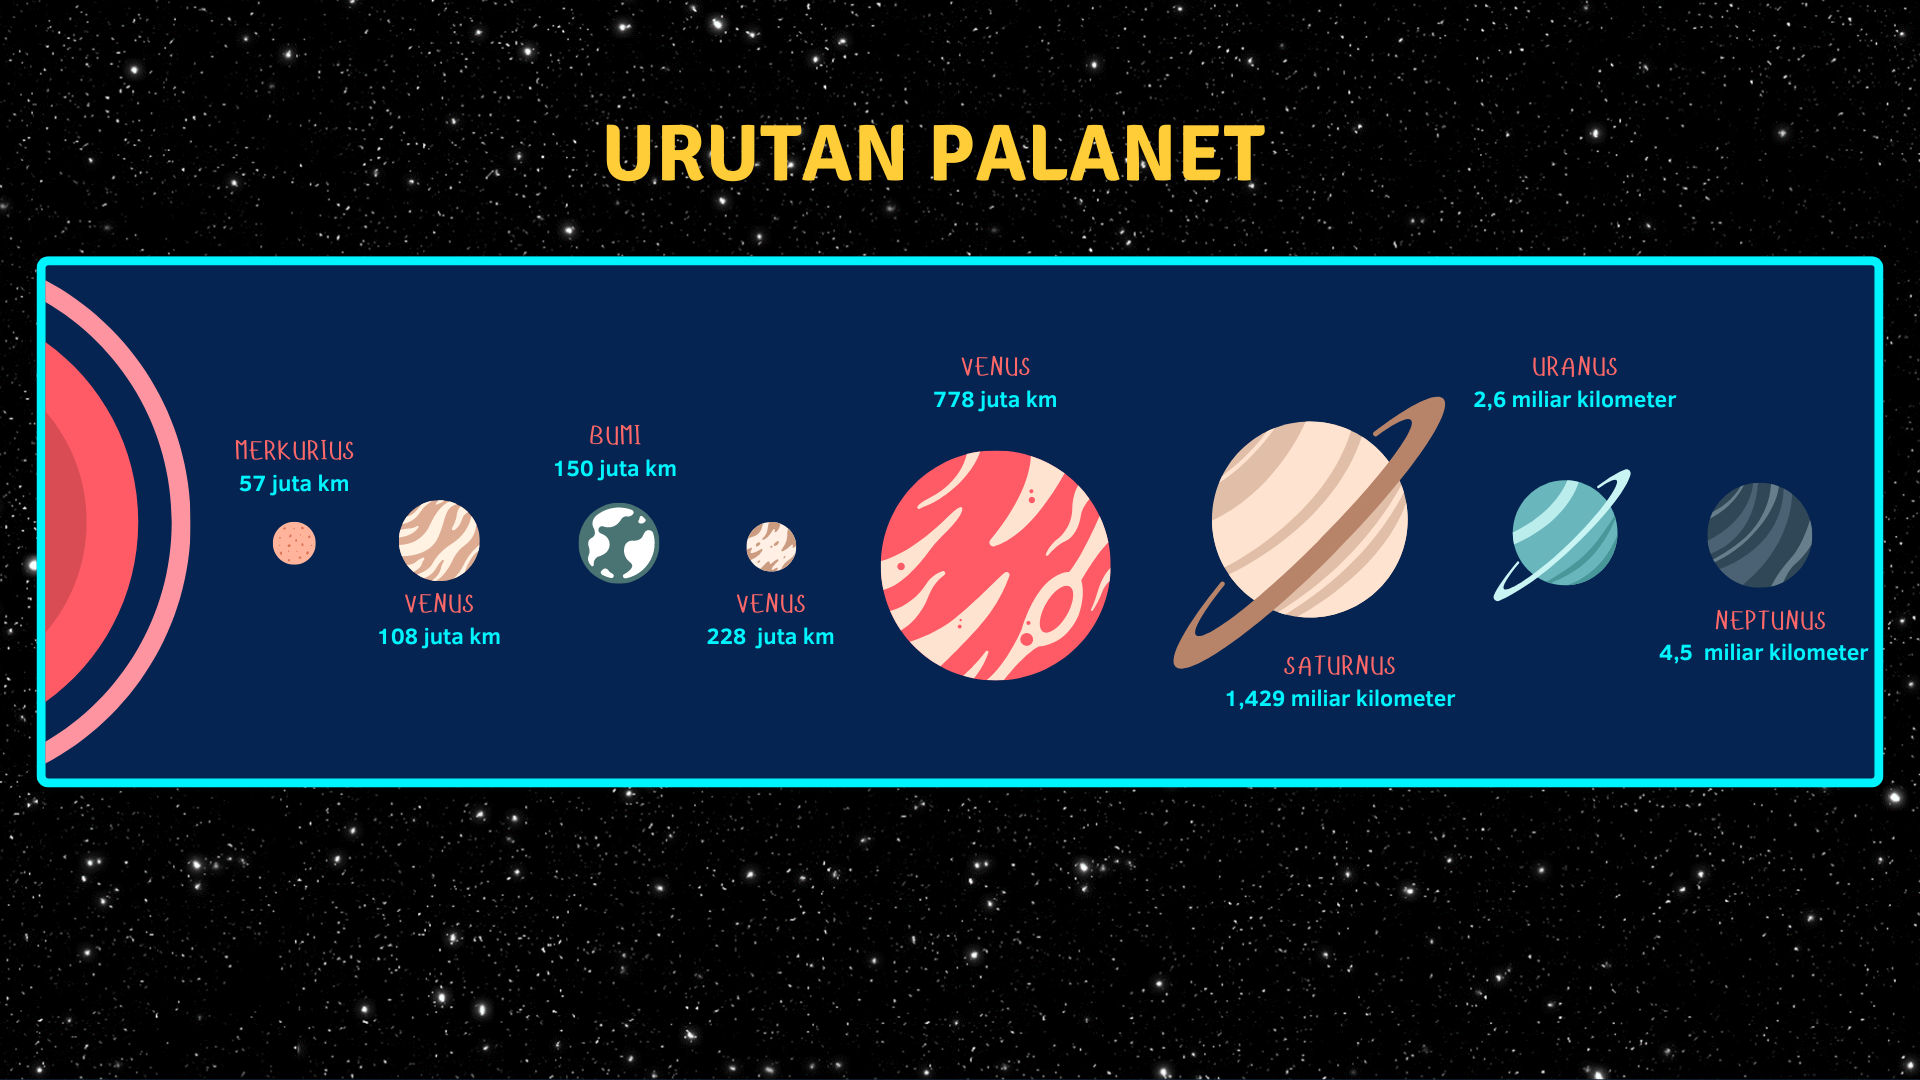 URUTAN PALANET
MERKURIUS
57 juta km
VENUS
108 juta km
BUMI
150 juta km
VENUS
228 juta km
VENUS
778 juta km
SATURNUS
1,429 miliar kilometer
URANUS
2,6 miliar kilometer
NEPTUNUS
4,5 miliar kilometer